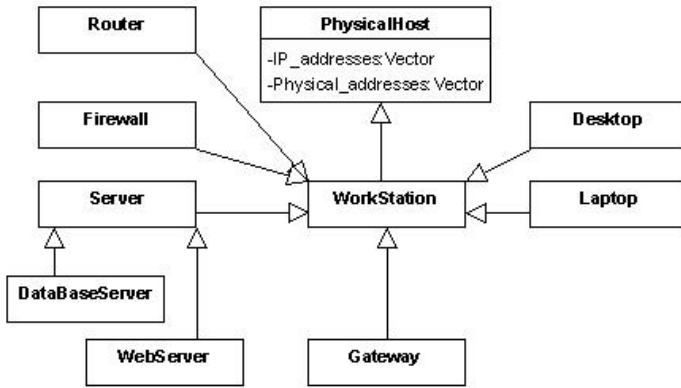 Router
PhysicalHost
-IP_addresses:Vector
-Physical_addresses:Vector
Firewall
Desktop
Server
WorkStation
Laptop
DataBaseServer
WebServer
Gateway